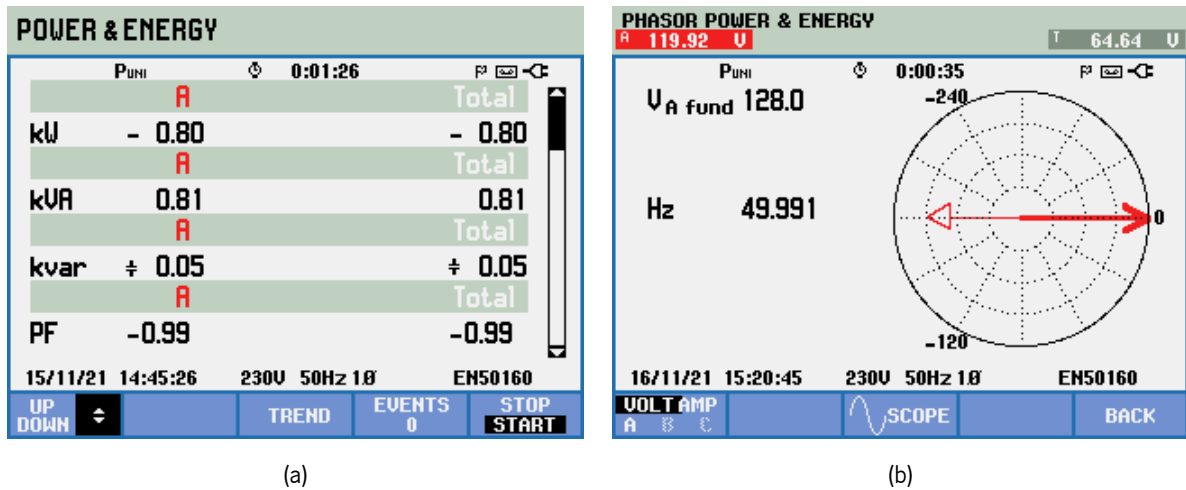 POWER & ENERGY
PUNI 0:01:26
A Total
kW - 0.80 - 0.80
A Total
kVA 0.81 0.81
A Total
kvar ÷ 0.05 ÷ 0.05
A Total
PF -0.99 -0.99
15/11/21 14:45:26 230V 50Hz 1Ø EN50160
UP DOWN TREND EVENTS 0 STOP START
(a)
PHASOR POWER & ENERGY
A 119.92 V T 64.64 V
PUNI 0:00:35
VA fund 128.0
-240
Hz 49.991
0
-120
16/11/21 15:20:45 230V 50Hz 1Ø EN50160
VOLT AMP
A B C SCOPE BACK
(b)